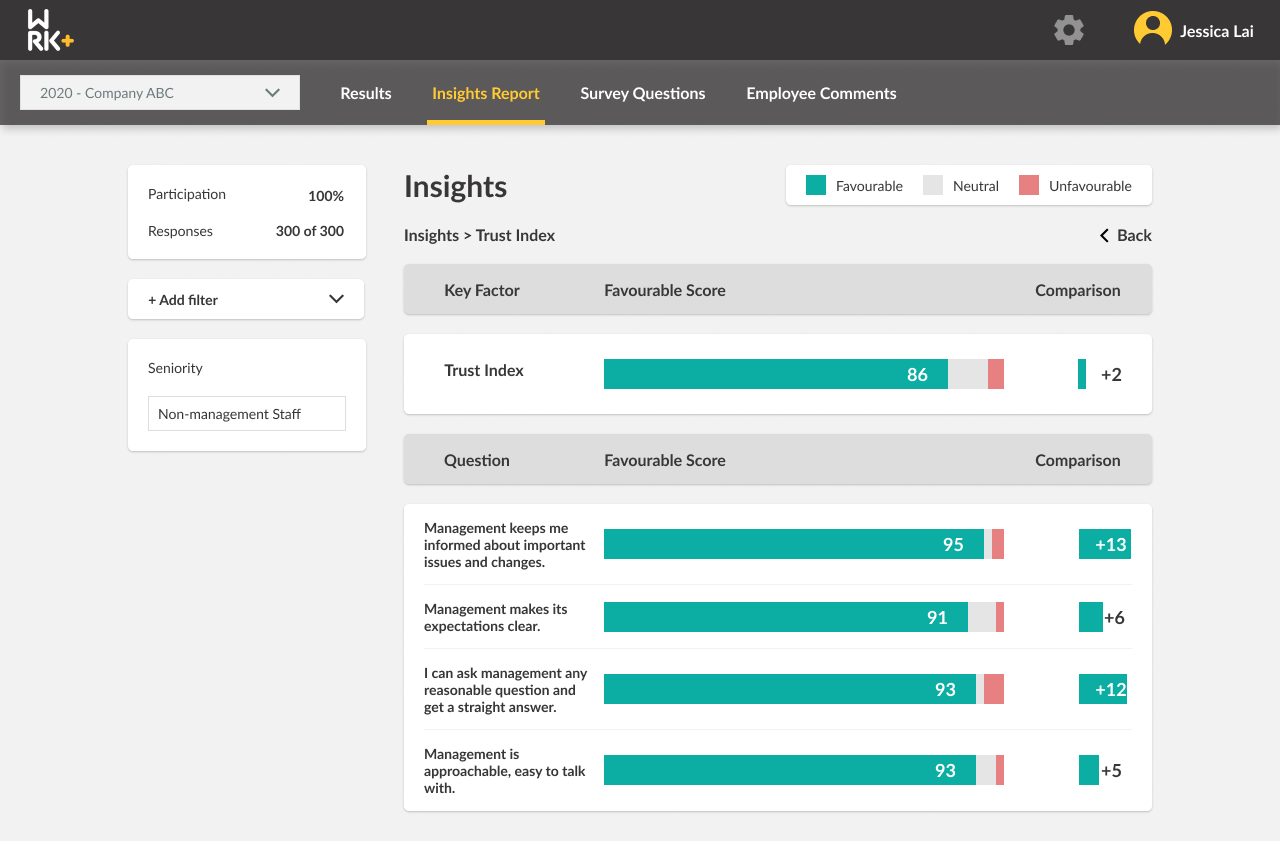 W
RK+
Jessica Lai
2020 - Company ABC
Results
Insights Report
Survey Questions
Employee Comments
Participation
100%
Responses
300 of 300
+ Add filter
Seniority
Non-management Staff
Insights
Favourable
Neutral
Unfavourable
Insights > Trust Index
Back
Key Factor
Favourable Score
Comparison
Trust Index
86
+2
Question
Favourable Score
Comparison
Management keeps me
informed about important
issues and changes.
95
+13
Management makes its
expectations clear.
91
+6
I can ask management any
reasonable question and
get a straight answer.
93
+12
Management is
approachable, easy to talk
with.
93
+5